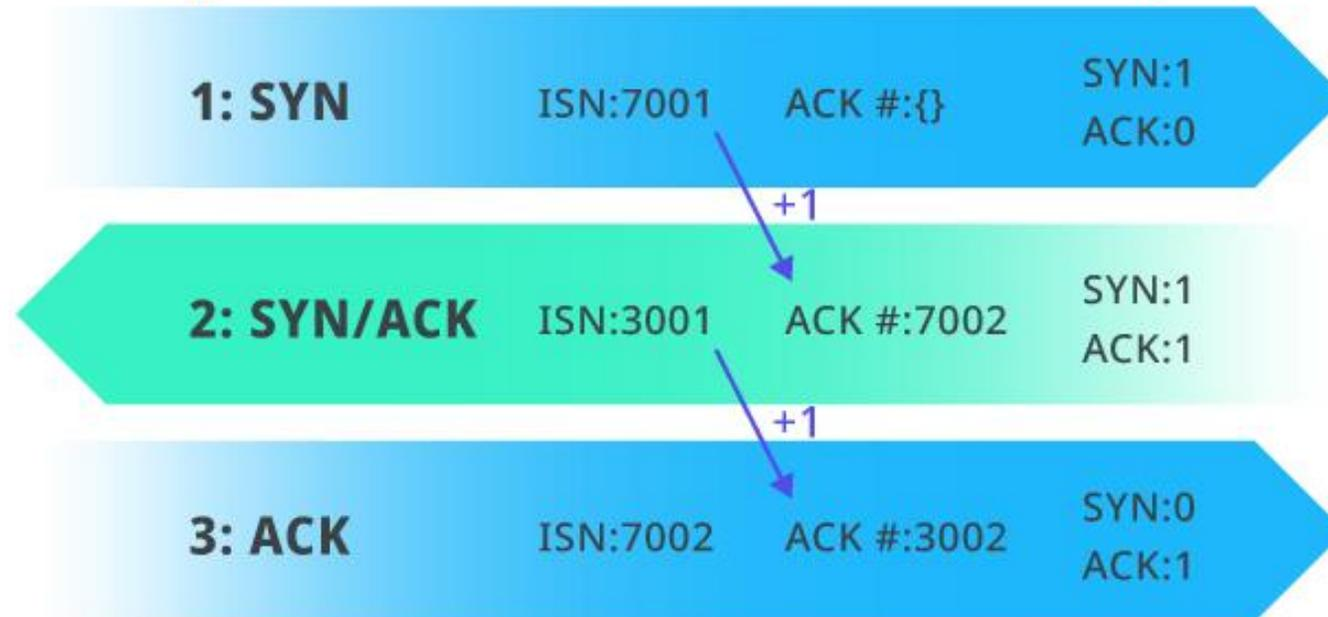 1: SYN ISN:7001 ACK #:{} SYN:1
ACK:0
+1
2: SYN/ACK ISN:3001 ACK #:7002 SYN:1
ACK:1
+1
3: ACK ISN:7002 ACK #:3002 SYN:0
ACK:1